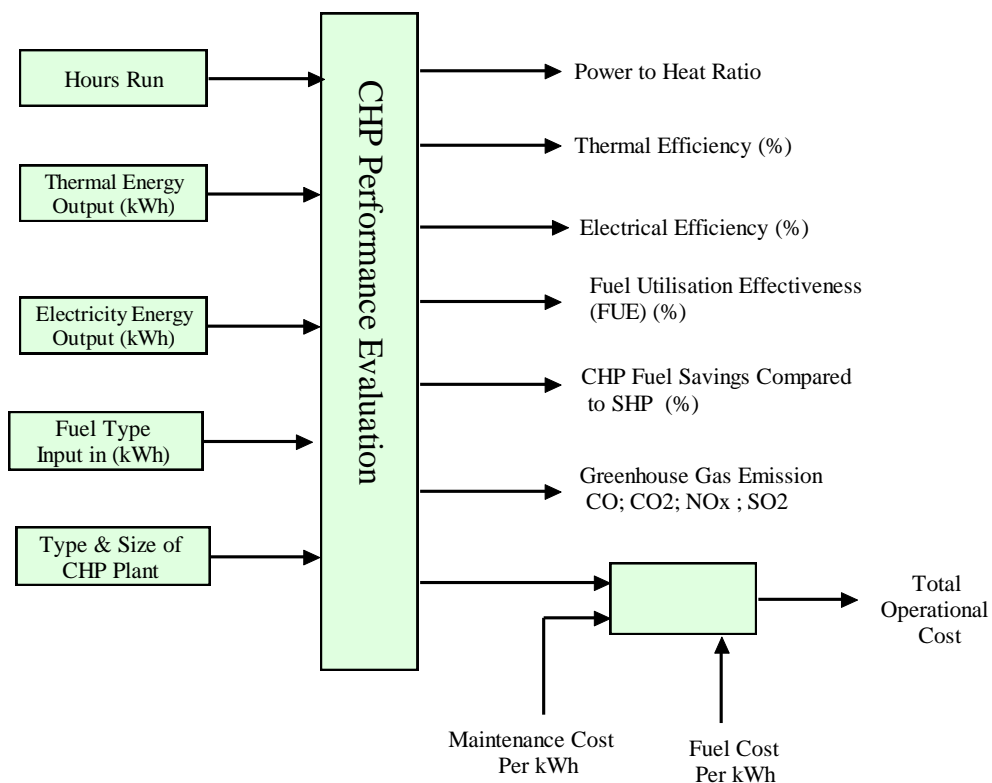 Hours Run
Thermal Energy
Output (kWh)
Electricity Energy
Output (kWh)
Fuel Type
Input in (kWh)
Type & Size of
CHP Plant
CHP Performance Evaluation
Power to Heat Ratio
Thermal Efficiency (%)
Electrical Efficiency (%)
Fuel Utilisation Effectiveness
(FUE) (%)
CHP Fuel Savings Compared
to SHP (%)
Greenhouse Gas Emission
CO; CO2; NOx ; SO2
Total
Operational
Cost
Maintenance Cost
Per kWh
Fuel Cost
Per kWh